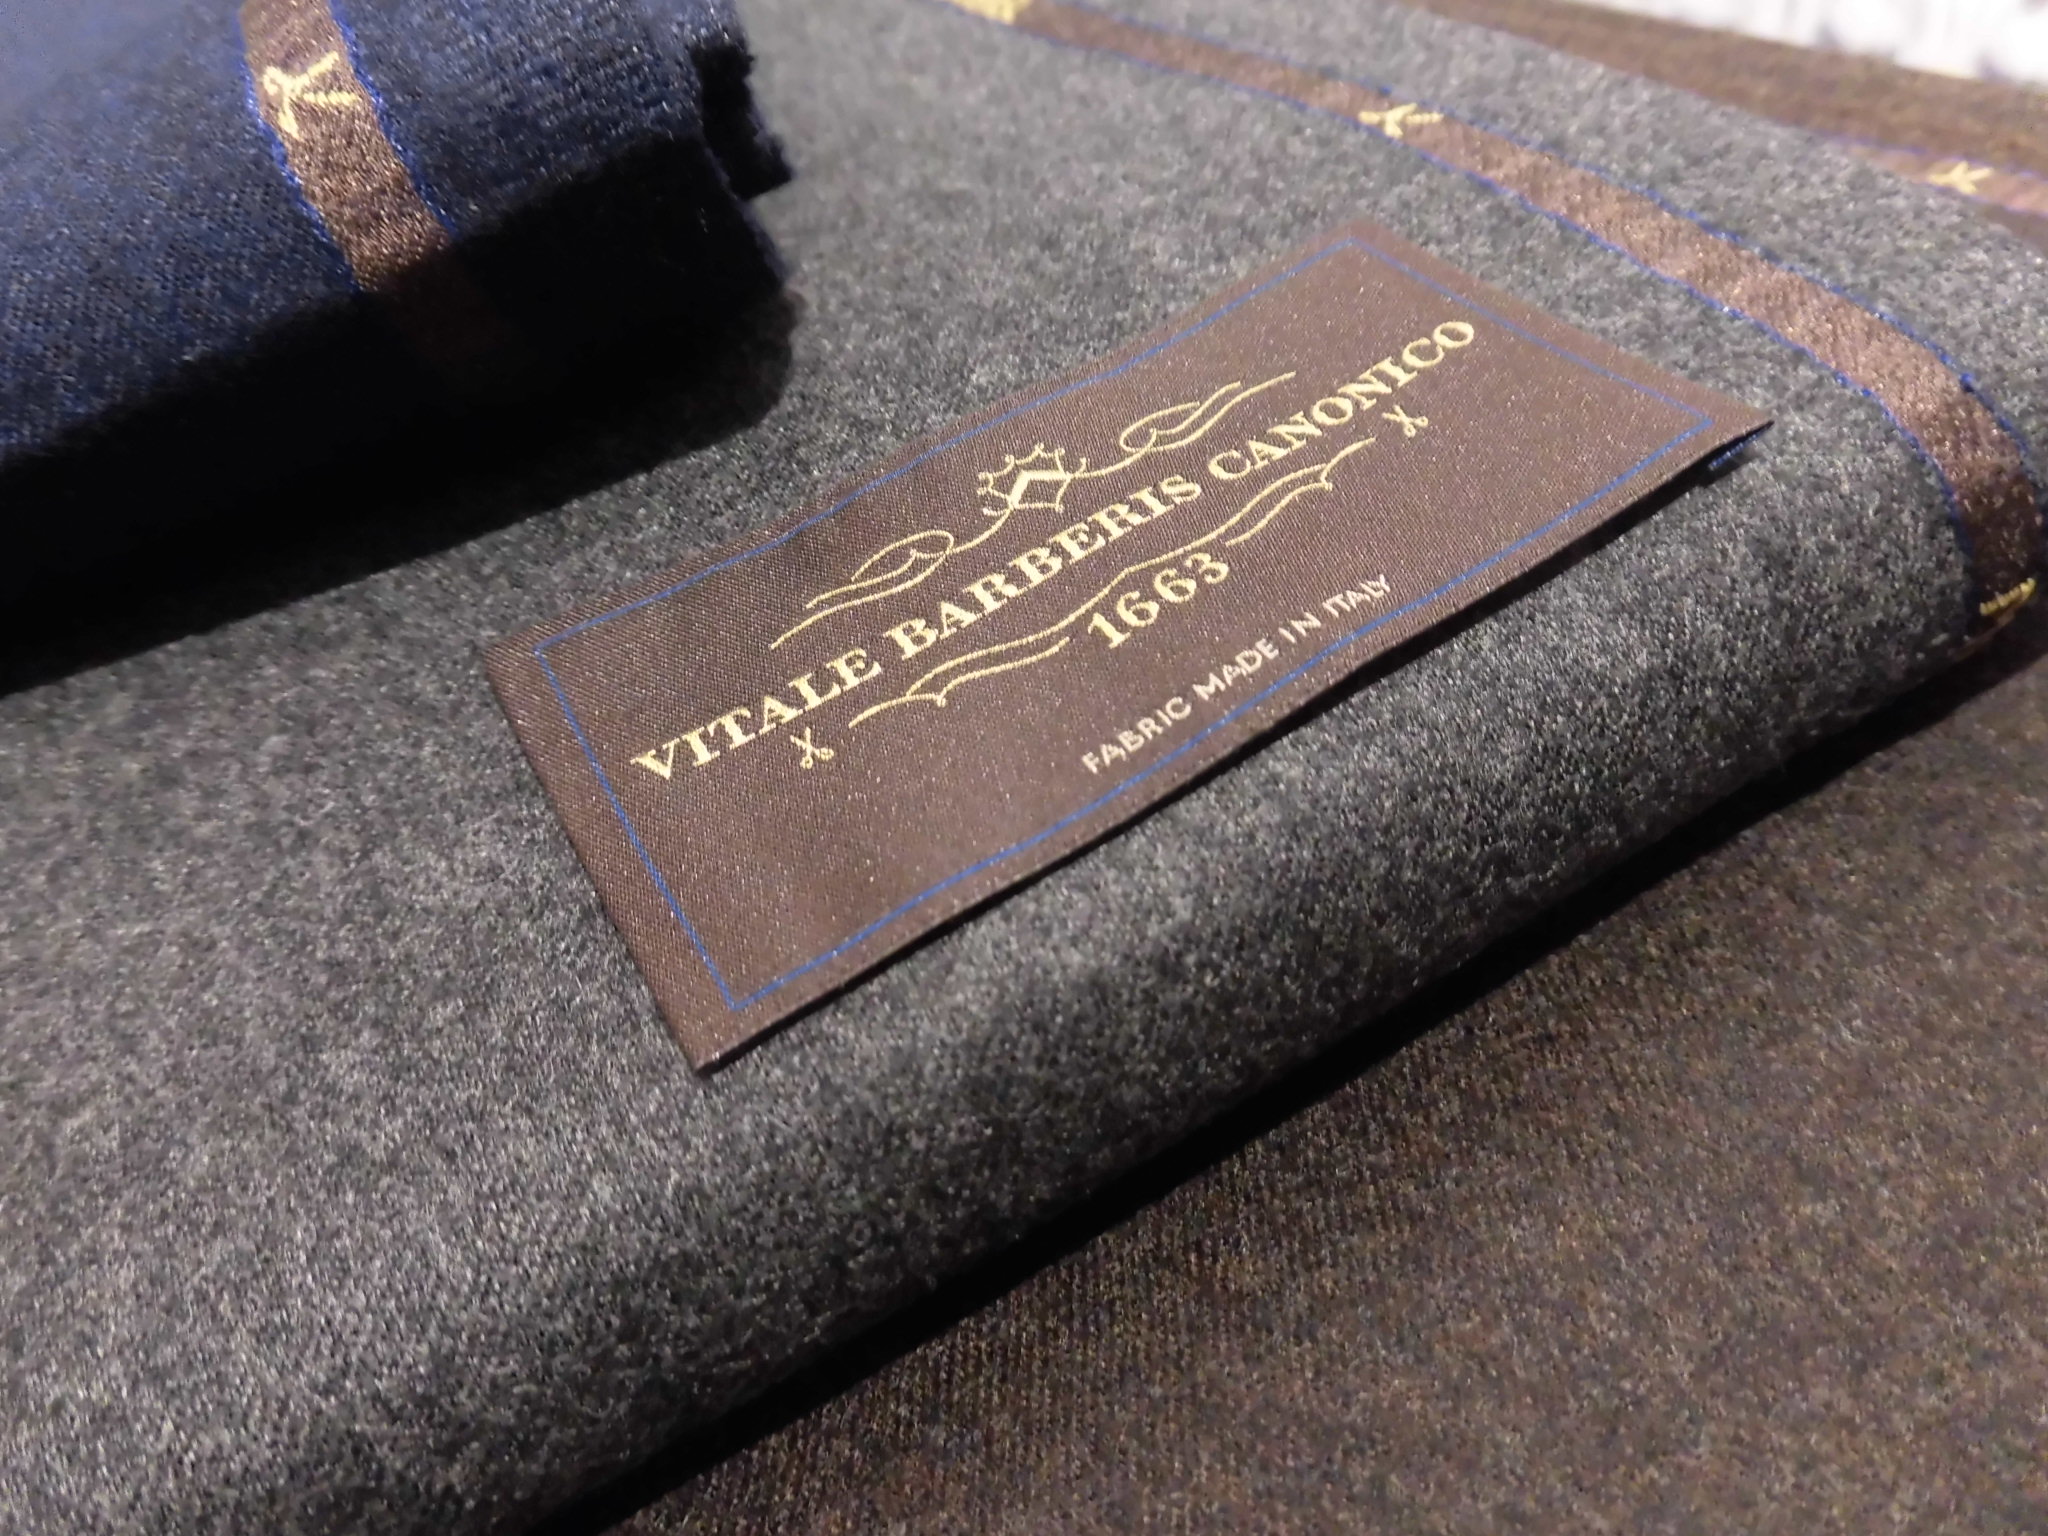 VITALE BARBERIS CANONICO
1663
FABRIC MADE IN ITALY